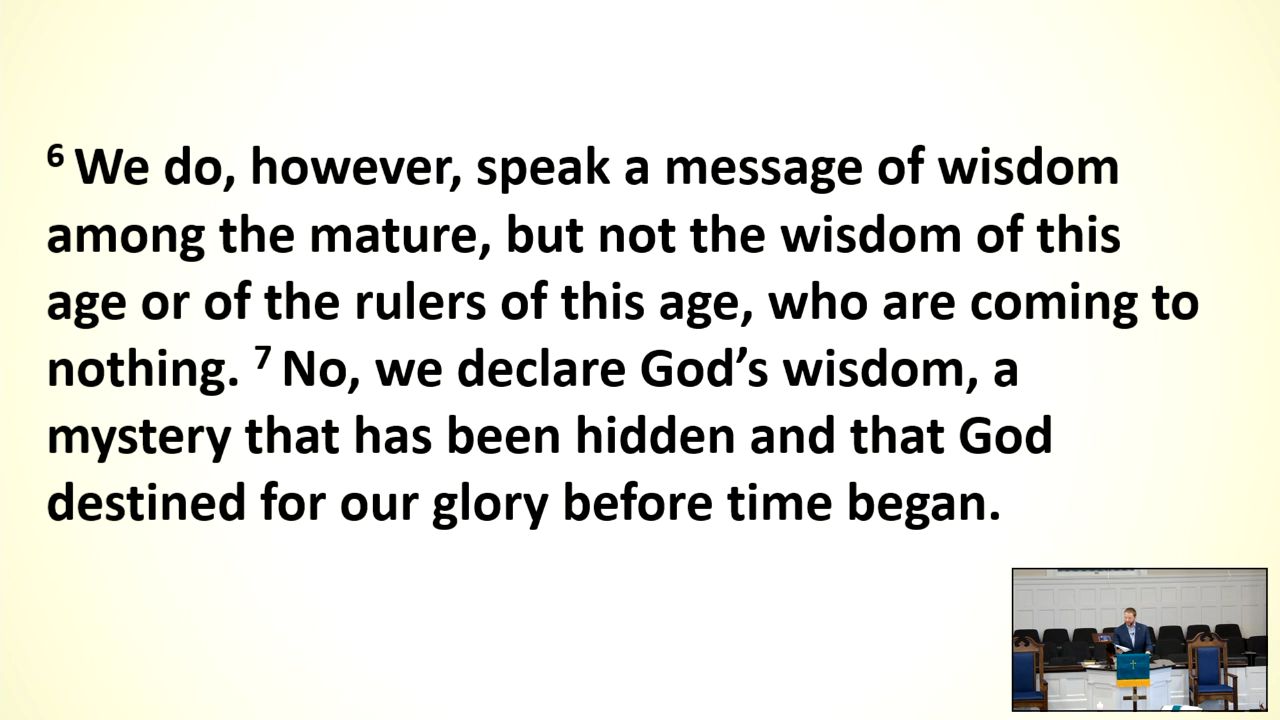 ⁶ We do, however, speak a message of wisdom
among the mature, but not the wisdom of this
age or of the rulers of this age, who are coming to
nothing. ⁷ No, we declare God’s wisdom, a
mystery that has been hidden and that God
destined for our glory before time began.